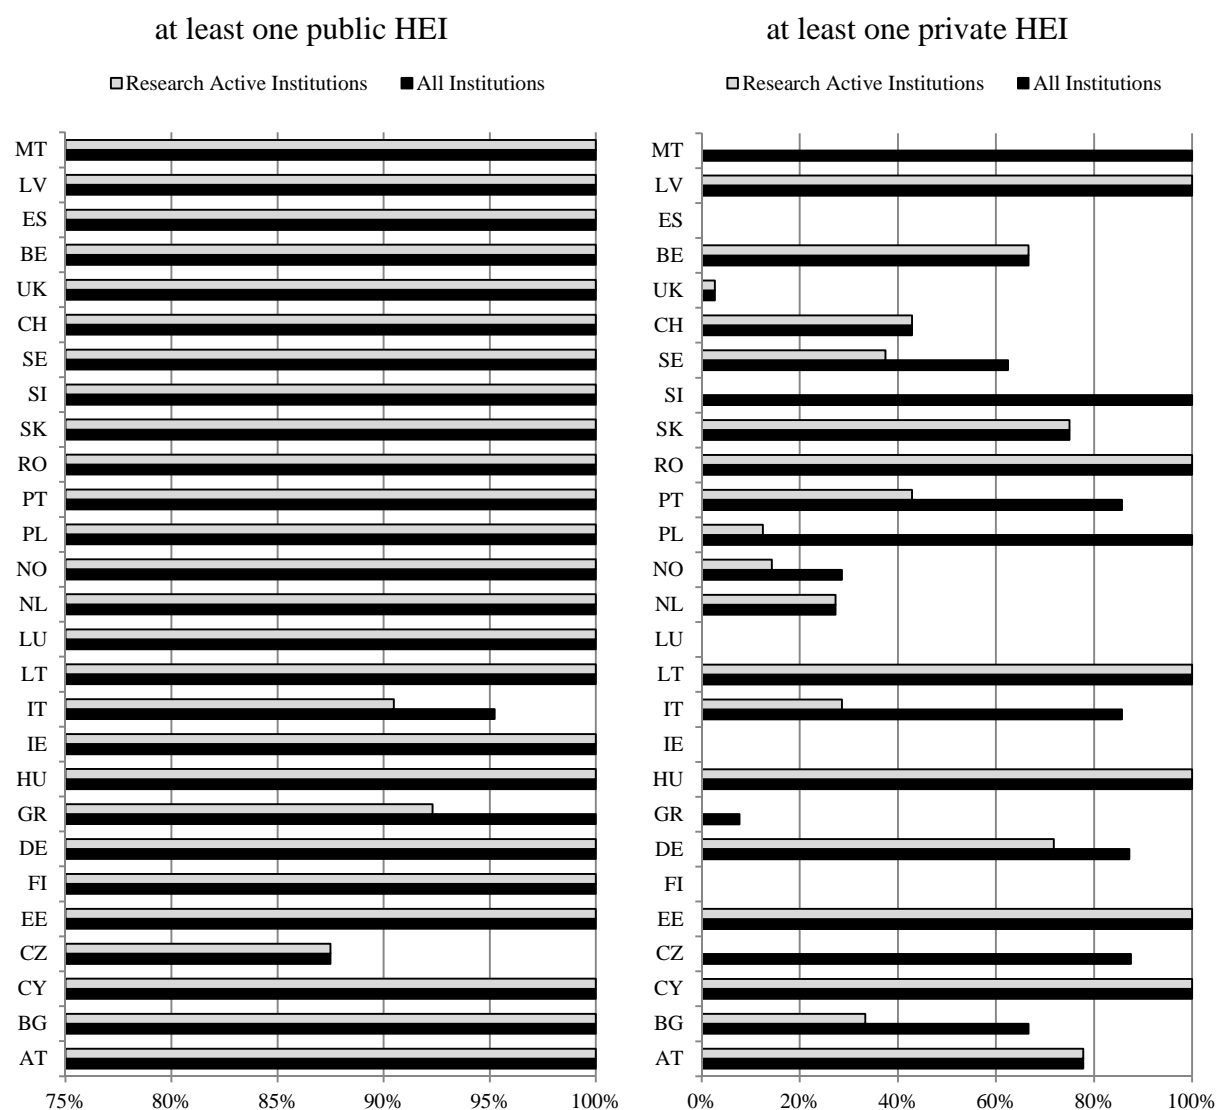 at least one public HEI
Research Active Institutions All Institutions
MT
LV
ES
BE
UK
CH
SE
SI
SK
RO
PT
PL
NO
NL
LU
LT
IT
IE
HU
GR
DE
FI
EE
CZ
CY
BG
AT
75% 80% 85% 90% 95% 100%
at least one private HEI
Research Active Institutions All Institutions
MT
LV
ES
BE
UK
CH
SE
SI
SK
RO
PT
PL
NO
NL
LU
LT
IT
IE
HU
GR
DE
FI
EE
CZ
CY
BG
AT
0% 20% 40% 60% 80% 100%